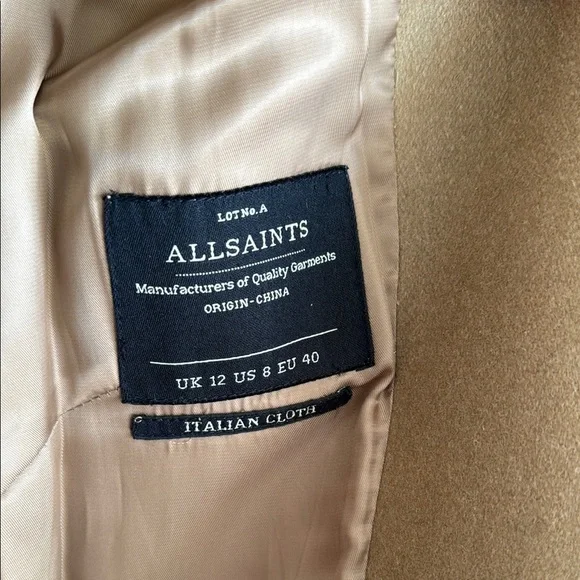 LOT No. A
ALLSAINTS
Manufacturers of Quality Garments
ORIGIN-CHINA
UK 12 US 8 EU 40
ITALIAN CLOTH